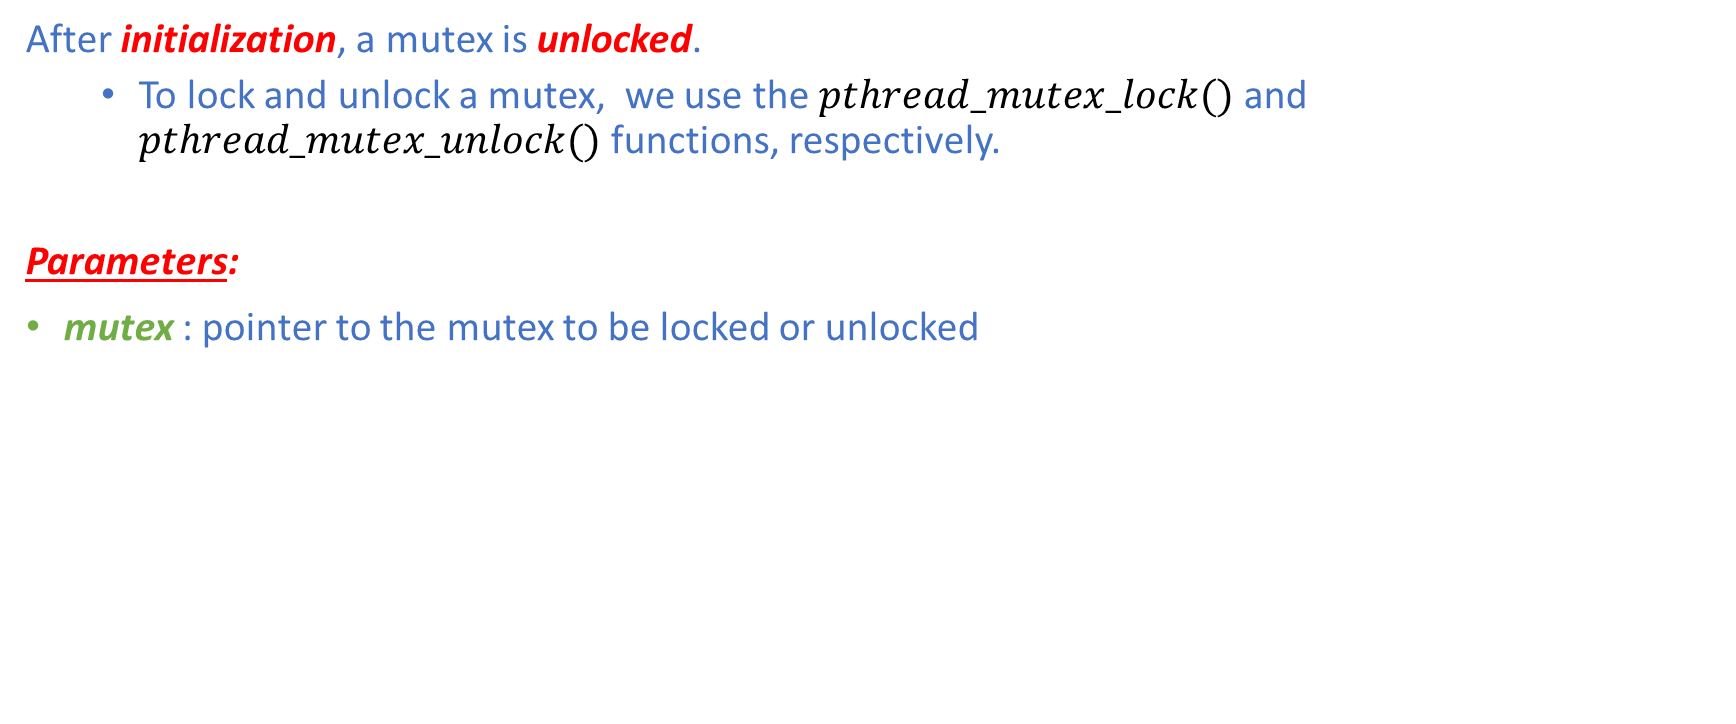 After initialization, a mutex is unlocked.
• To lock and unlock a mutex,  we use the pthread_mutex_lock() and
pthread_mutex_unlock() functions, respectively.
Parameters:
• mutex : pointer to the mutex to be locked or unlocked